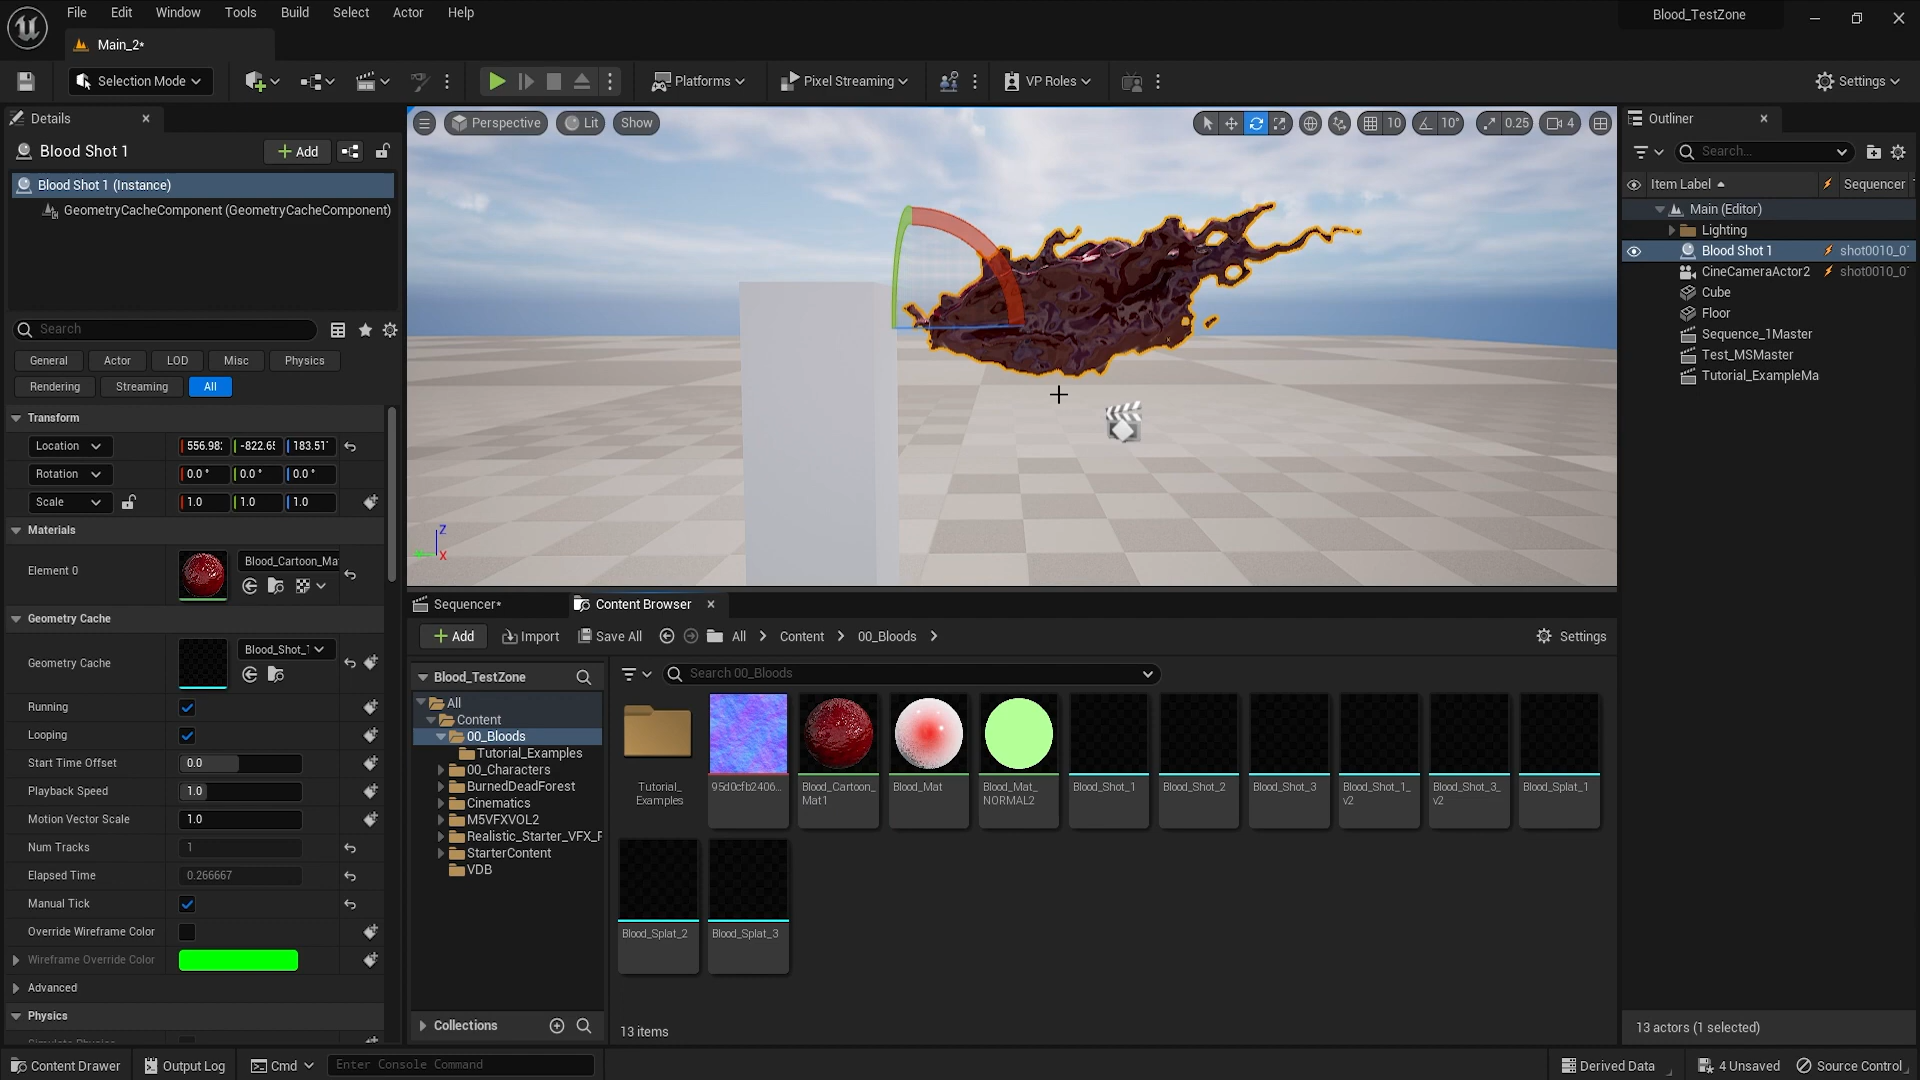 File Edit Window Tools Build Select Actor Help
Blood_TestZone
Main_2*
Selection Mode
Platforms
Pixel Streaming
VP Roles
Settings
Details
Blood Shot 1
Add
Blood Shot 1 (Instance)
GeometryCacheComponent (GeometryCacheComponent)
Search
General Actor LOD Misc Physics
Rendering Streaming All
Transform
Location 556.98 -822.6 183.51
Rotation 0.0° 0.0° 0.0°
Scale 1.0 1.0 1.0
Materials
Element 0
Blood_Cartoon_Ma
Geometry Cache
Geometry Cache
Blood_Shot_1
Running
Looping
Start Time Offset 0.0
Playback Speed 1.0
Motion Vector Scale 1.0
Num Tracks 1
Elapsed Time 0.266667
Manual Tick
Override Wireframe Color
Wireframe Override Color
Advanced
Physics
Perspective Lit Show
10 10° 0.25 4
Z
X
Sequencer*
Content Browser
Add Import Save All All Content 00_Bloods
Settings
Blood_TestZone
Search 00_Bloods
All
Content
00_Bloods
Tutorial_Examples
00_Characters
BurnedDeadForest
Cinematics
M5VFXVOL2
Realistic_Starter_VFX_P
StarterContent
VDB
Collections
Tutorial_
Examples
95d0cfb2406...
Blood_Cartoon_
Mat1
Blood_Mat
Blood_Mat_
NORMAL2
Blood_Shot_1
Blood_Shot_2
Blood_Shot_3
Blood_Shot_1_
v2
Blood_Shot_3_
v2
Blood_Splat_1
Blood_Splat_2
Blood_Splat_3
13 items
Outliner
Search...
Item Label
Sequencer
Main (Editor)
Lighting
Blood Shot 1 shot0010_0
CineCameraActor2 shot0010_0
Cube
Floor
Sequence_1Master
Test_MSMaster
Tutorial_ExampleMa
13 actors (1 selected)
Content Drawer
Output Log
Cmd
Enter Console Command
Derived Data
4 Unsaved
Source Control